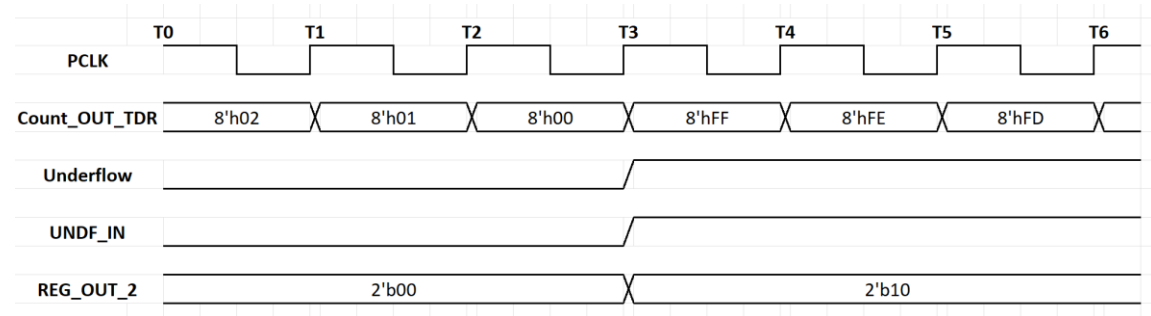 T0 T1 T2 T3 T4 T5 T6
PCLK
Count_OUT_TDR 8'h02 8'h01 8'h00 8'hFF 8'hFE 8'hFD
Underflow
UNDF_IN
REG_OUT_2 2'b00 2'b10